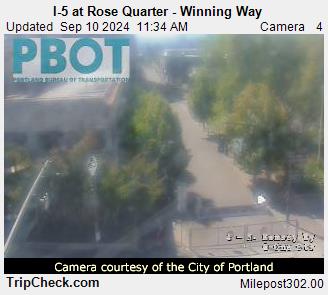 I-5 at Rose Quarter - Winning Way
Updated Sep 10 2024 11:34 AM Camera 4
PBOT
PORTLAND BUREAU OF TRANSPORTATION
Camera courtesy of the City of Portland
TripCheck.com Milepost302.00